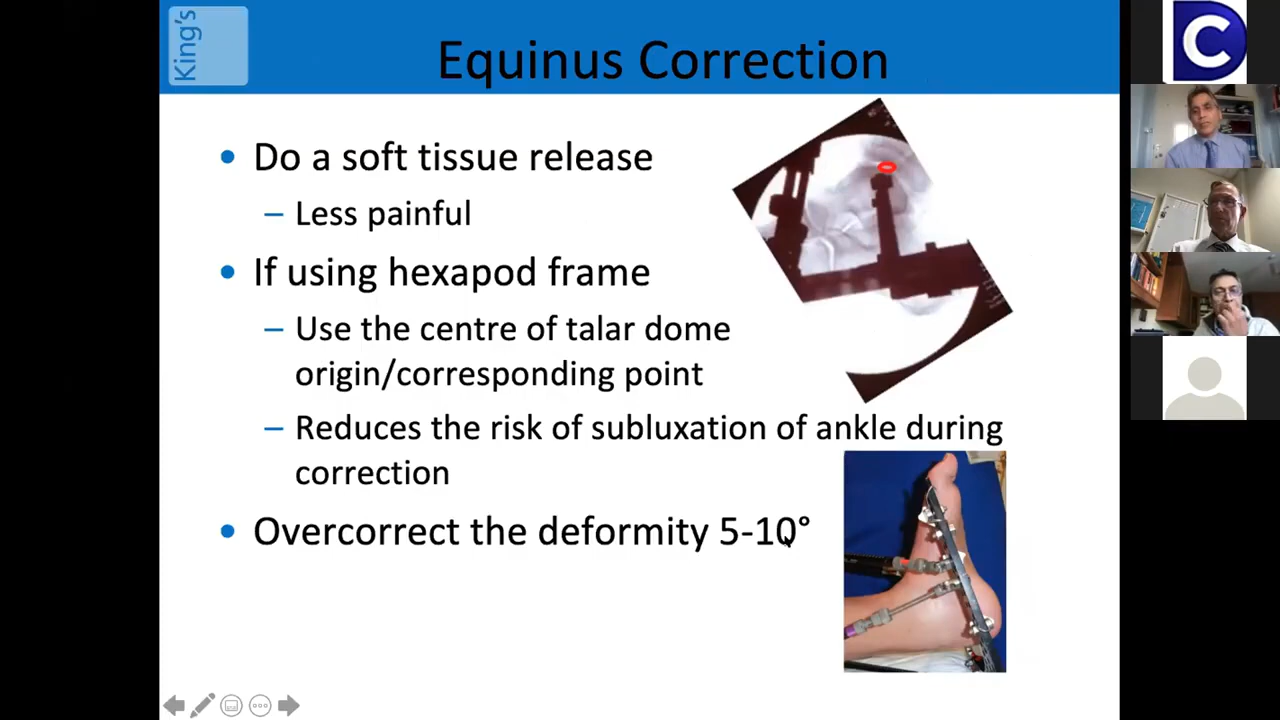 King's
Equinus Correction
• Do a soft tissue release
– Less painful
• If using hexapod frame
– Use the centre of talar dome
origin/corresponding point
– Reduces the risk of subluxation of ankle during
correction
• Overcorrect the deformity 5-10°
C